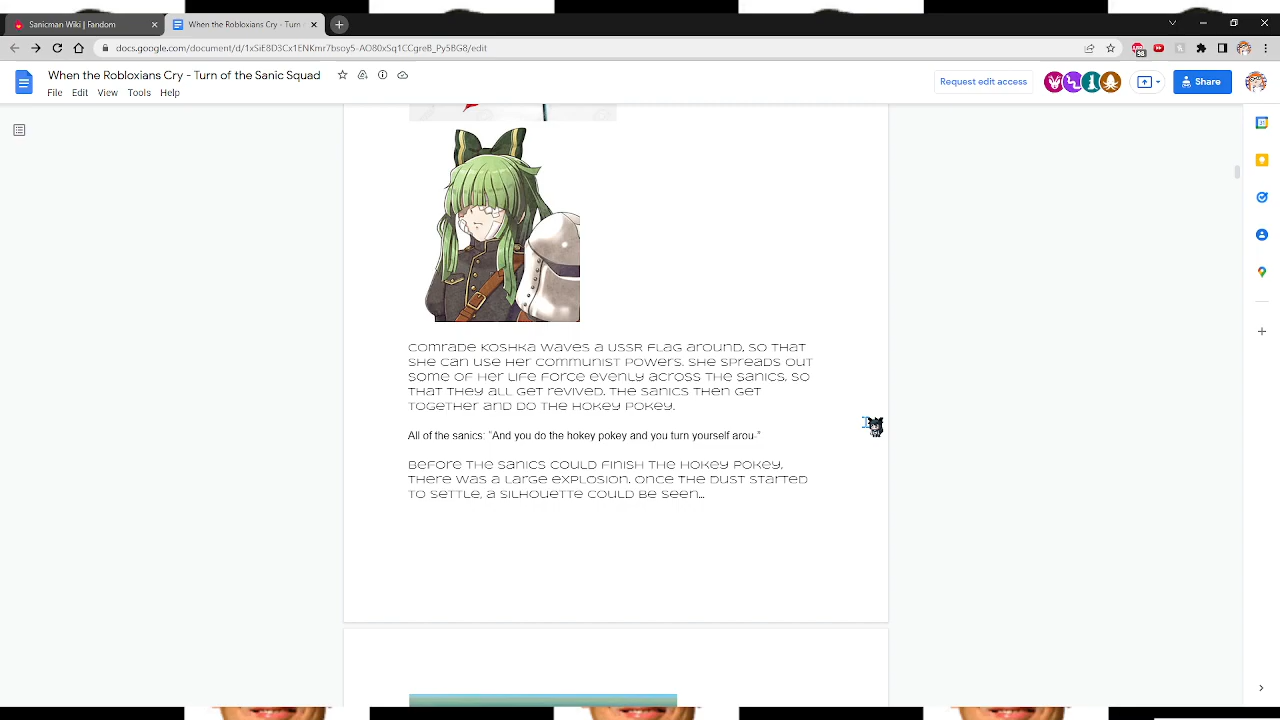 Sanicman Wiki | Fandom
When the Robloxians Cry - Turn
docs.google.com/document/d/1xSiE8D3Cx1ENKmr7bsoy5-AO80xSq1CCgreB_Py5BG8/edit
When the Robloxians Cry - Turn of the Sanic Squad
File Edit View Tools Help
Request edit access
Share
Comrade Koshka waves a USSR flag around, so that
she can use her communist powers. She spreads out
some of her life force evenly across the sanics, so
that they all get revived. The sanics then get
together and do the hokey pokey.
All of the sanics: "And you do the hokey pokey and you turn yourself arou-"
Before the sanics could finish the hokey pokey,
there was a large explosion. Once the dust started
to settle, a silhouette could be seen...